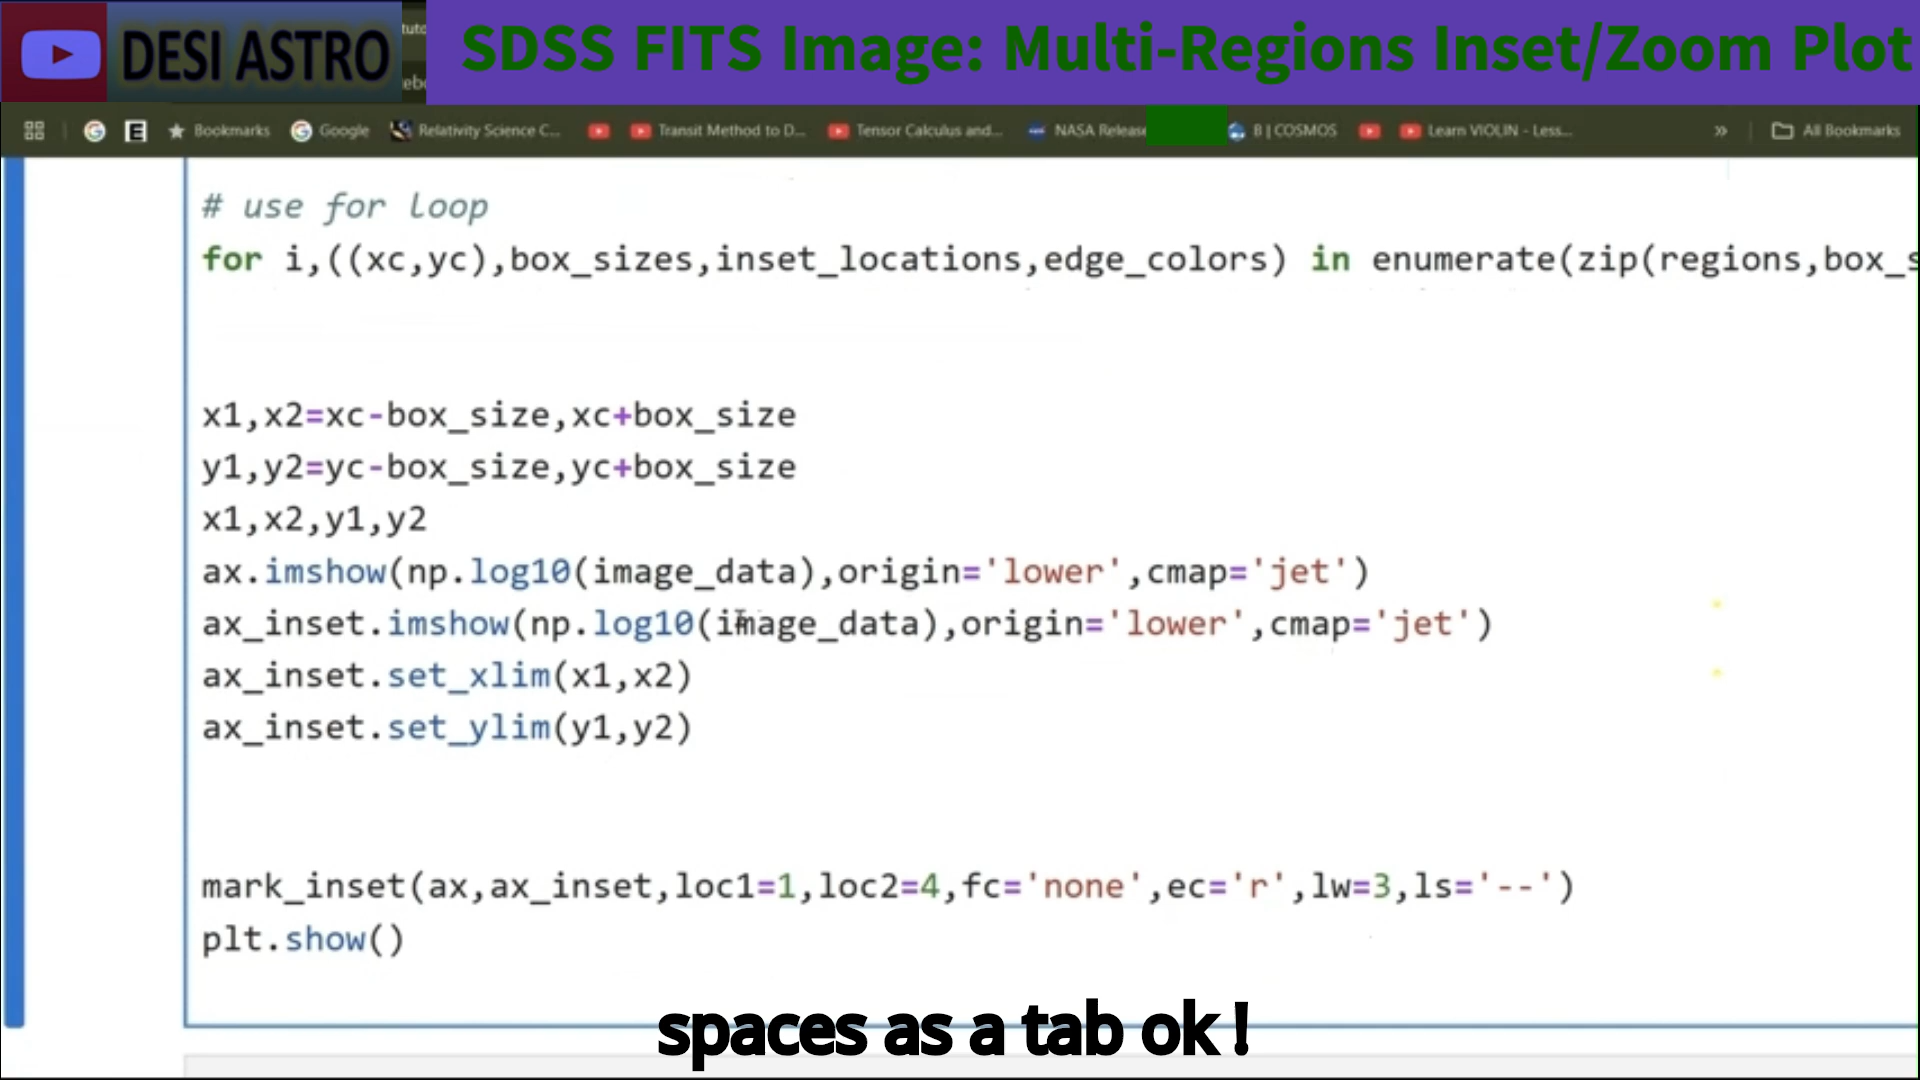 DESI ASTRO
SDSS FITS Image: Multi-Regions Inset/Zoom Plot
Bookmarks Google Relativity Science C... Transit Method to D... Tensor Calculus and... NASA Release B | COSMOS Learn VIOLIN - Less... » All Bookmarks
# use for loop
for i,((xc,yc),box_sizes,inset_locations,edge_colors) in enumerate(zip(regions,box_s
x1,x2=xc-box_size,xc+box_size
y1,y2=yc-box_size,yc+box_size
x1,x2,y1,y2
ax.imshow(np.log10(image_data),origin='lower',cmap='jet')
ax_inset.imshow(np.log10(image_data),origin='lower',cmap='jet')
ax_inset.set_xlim(x1,x2)
ax_inset.set_ylim(y1,y2)
mark_inset(ax,ax_inset,loc1=1,loc2=4,fc='none',ec='r',lw=3,ls='--')
plt.show()
spaces as a tab ok !